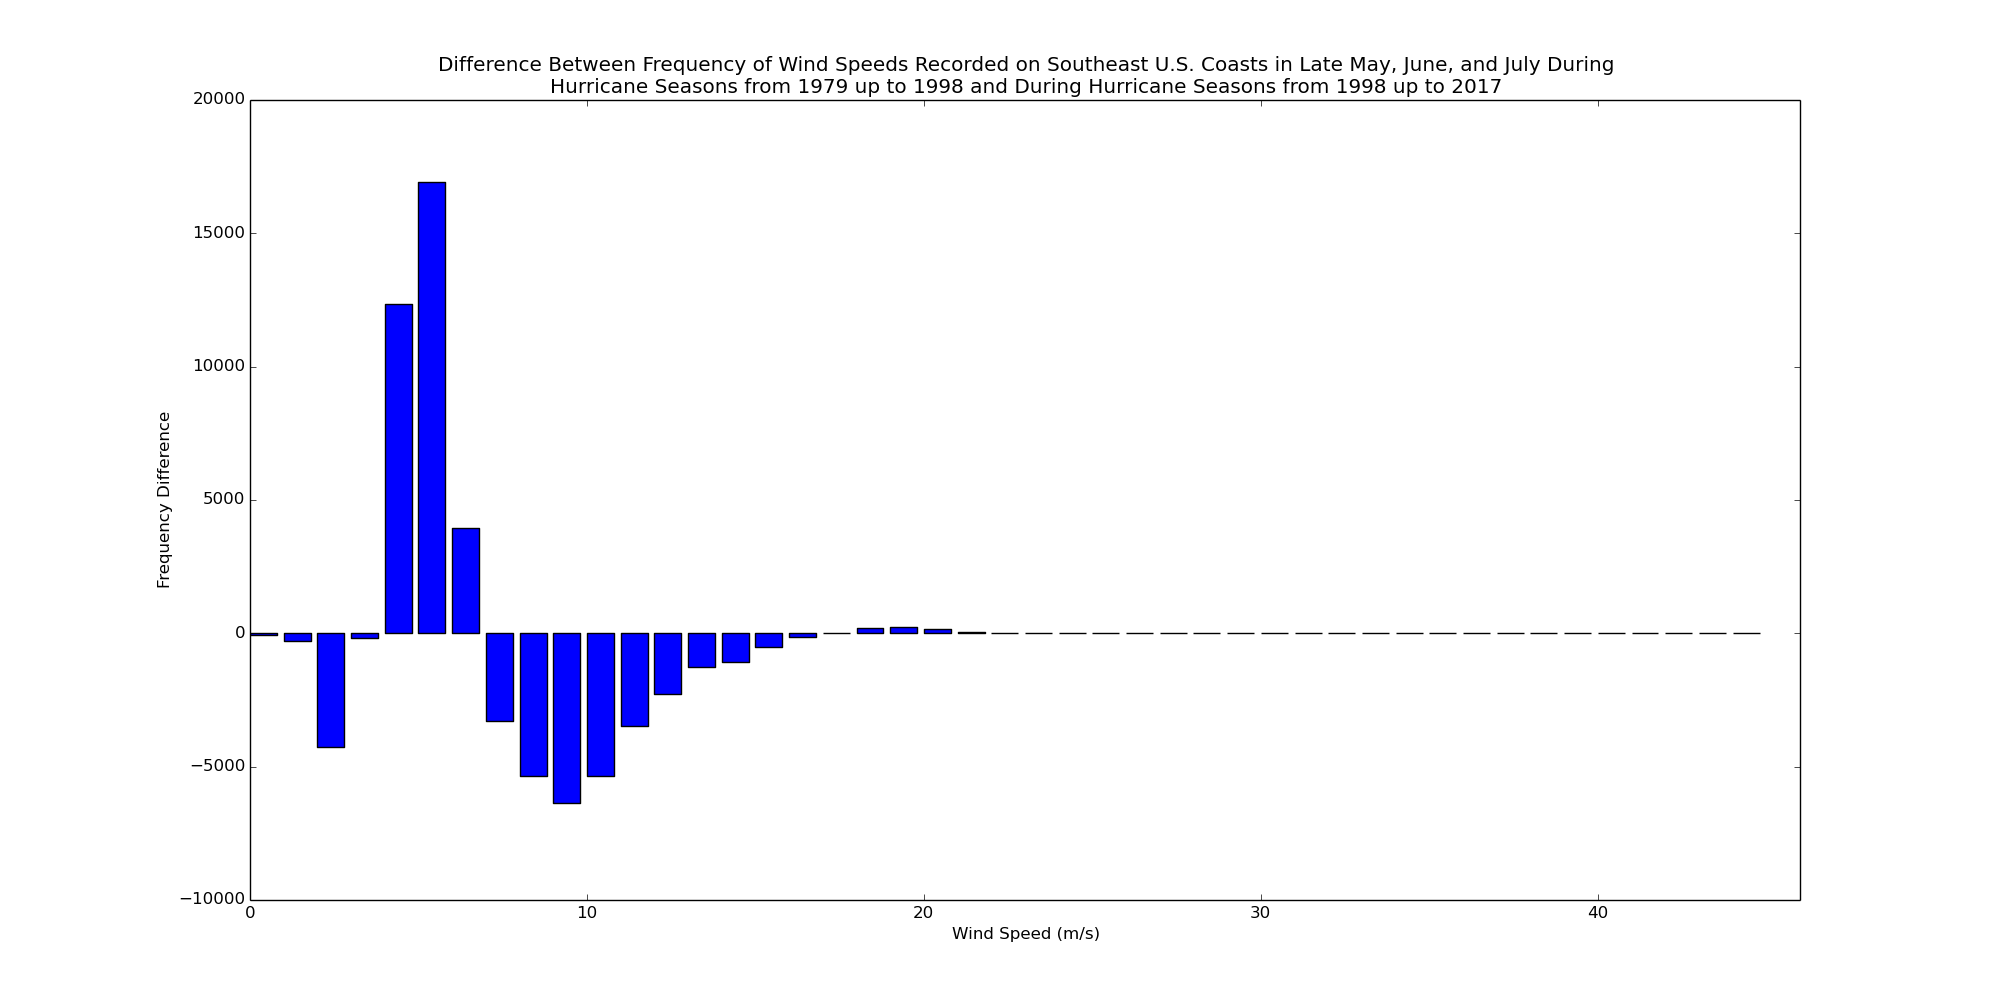 Difference Between Frequency of Wind Speeds Recorded on Southeast U.S. Coasts in Late May, June, and July During
Hurricane Seasons from 1979 up to 1998 and During Hurricane Seasons from 1998 up to 2017
20000
15000
10000
5000
0
−5000
−10000
Frequency Difference
0 10 20 30 40
Wind Speed (m/s)